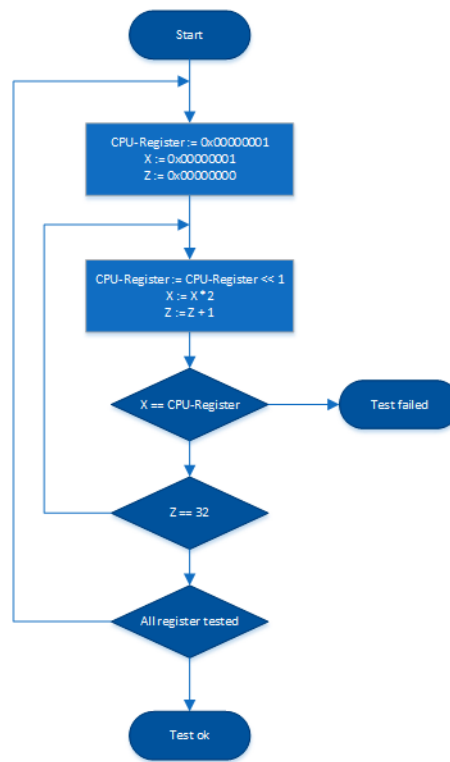 Start
CPU-Register := 0x00000001
X := 0x00000001
Z := 0x00000000
CPU-Register := CPU-Register << 1
X := X * 2
Z := Z + 1
X == CPU-Register
Test failed
Z == 32
All register tested
Test ok